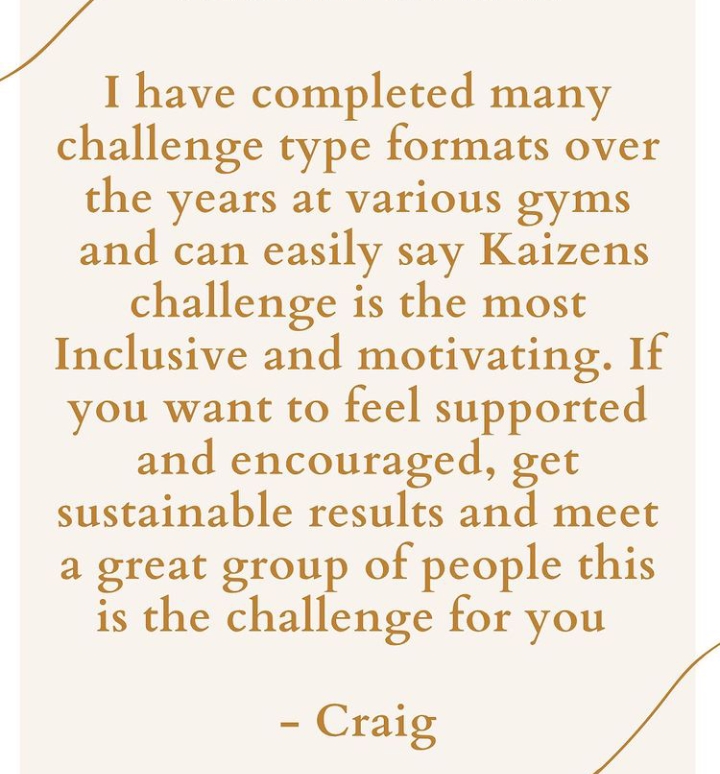 I have completed many
challenge type formats over
the years at various gyms
and can easily say Kaizens
challenge is the most
Inclusive and motivating. If
you want to feel supported
and encouraged, get
sustainable results and meet
a great group of people this
is the challenge for you
- Craig